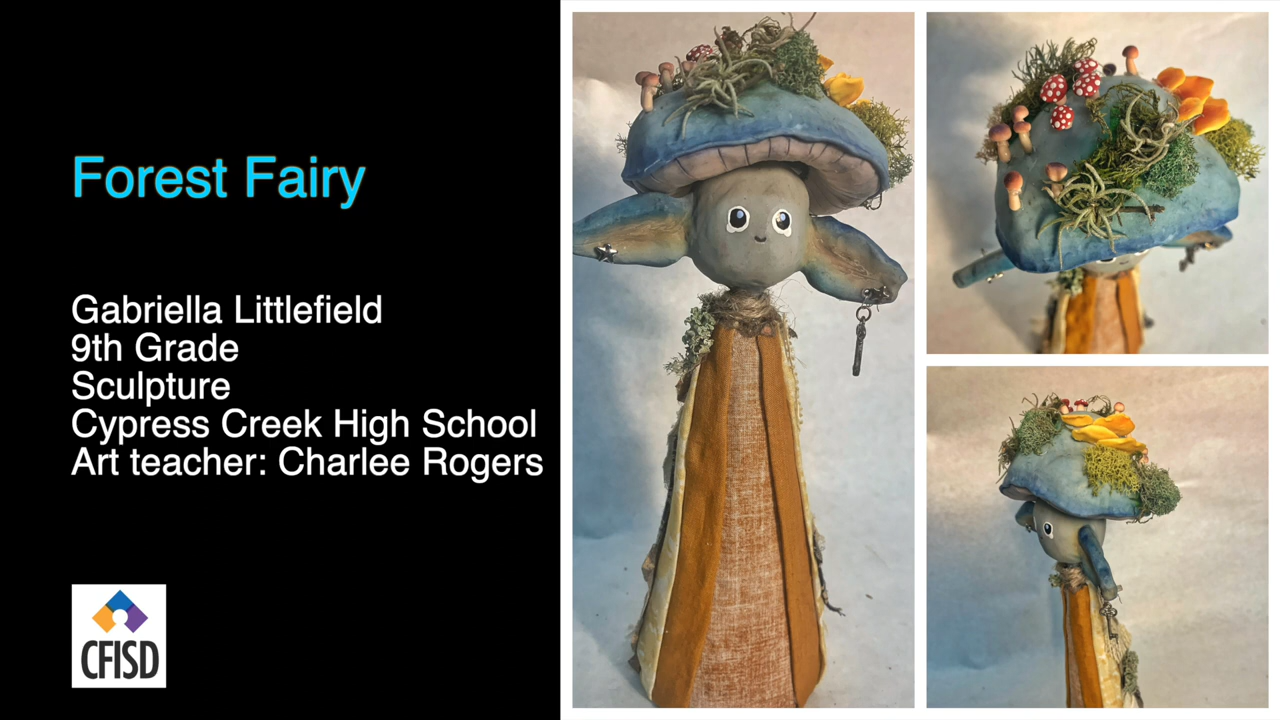 Forest Fairy
Gabriella Littlefield
9th Grade
Sculpture
Cypress Creek High School
Art teacher: Charlee Rogers
CFISD